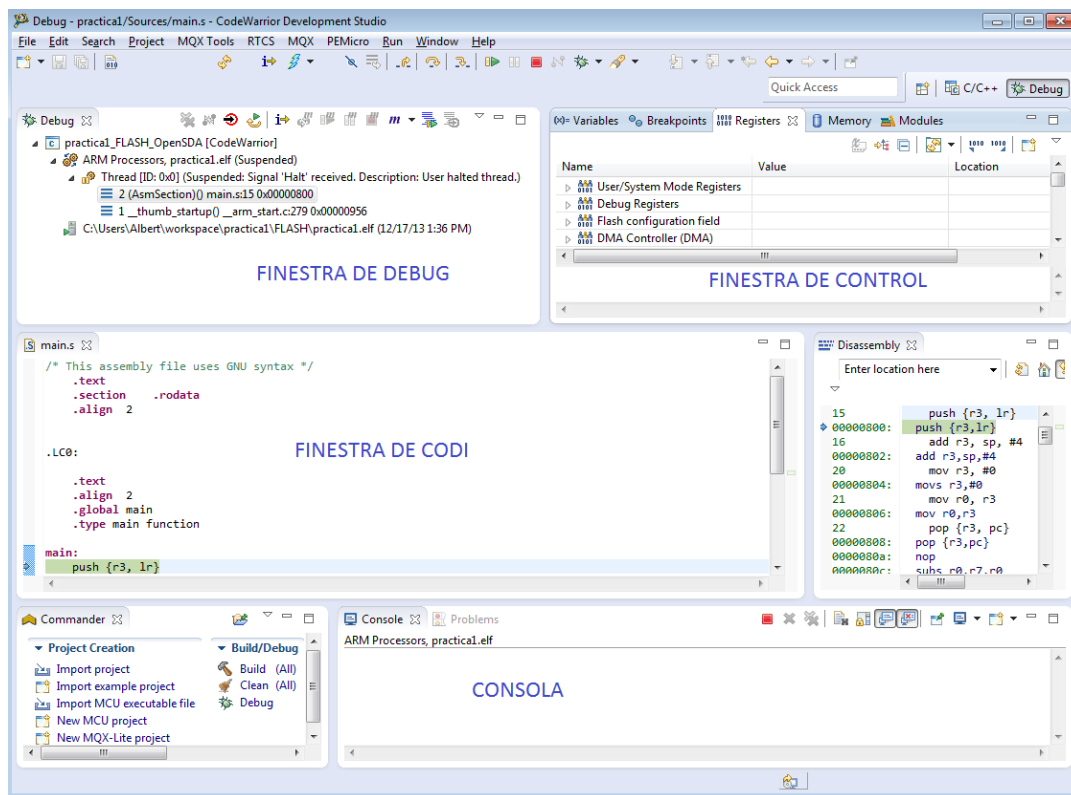 Debug - practica1/Sources/main.s - CodeWarrior Development Studio
File Edit Search Project MQX Tools RTCS MQX PEMicro Run Window Help
Quick Access
C/C++
Debug
Debug
practica1_FLASH_OpenSDA [CodeWarrior]
ARM Processors, practica1.elf (Suspended)
Thread [ID: 0x0] (Suspended: Signal 'Halt' received. Description: User halted thread.)
2 (AsmSection)() main.s:15 0x00000800
1 __thumb_startup() __arm_start.c:279 0x00000956
C:\Users\Albert\workspace\practica1\FLASH\practica1.elf (12/17/13 1:36 PM)
FINESTRA DE DEBUG
(x)= Variables Breakpoints Registers Memory Modules
Name Value Location
User/System Mode Registers
Debug Registers
Flash configuration field
DMA Controller (DMA)
FINESTRA DE CONTROL
main.s
/* This assembly file uses GNU syntax */
.text
.section .rodata
.align 2
.LC0:
FINESTRA DE CODI
.text
.align 2
.global main
.type main function
main:
push {r3, lr}
Disassembly
Enter location here
15 push {r3, lr}
00000800: push {r3,lr}
16 add r3, sp, #4
00000802: add r3,sp,#4
20 mov r3, #0
00000804: movs r3,#0
21 mov r0, r3
00000806: mov r0,r3
22 pop {r3, pc}
00000808: pop {r3,pc}
0000080a: nop
0000080c: subs r0,r7,r0
Commander
Project Creation
Import project
Import example project
Import MCU executable file
New MCU project
New MQX-Lite project
Build/Debug
Build (All)
Clean (All)
Debug
Console Problems
ARM Processors, practica1.elf
CONSOLA